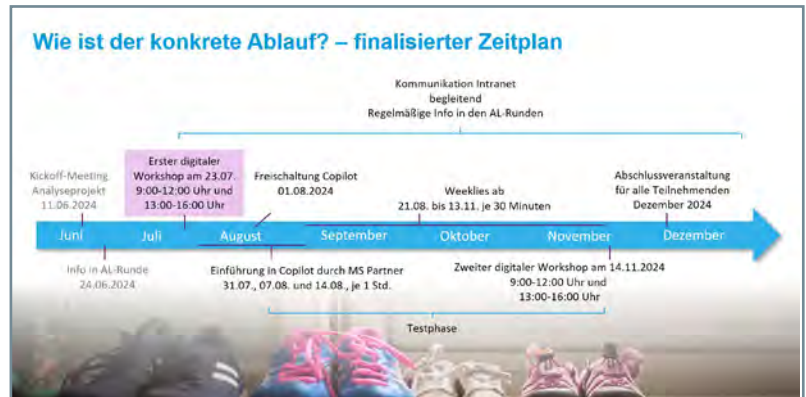 Wie ist der konkrete Ablauf? – finalisierter Zeitplan
Kommunikation Intranet
begleitend
Regelmäßige Info in den AL-Runden
Kickoff-Meeting
Analyseprojekt
11.06.2024
Erster digitaler
Workshop am 23.07.
9:00-12:00 Uhr und
13:00-16:00 Uhr
Freischaltung Copilot
01.08.2024
Weeklies ab
21.08. bis 13.11. je 30 Minuten
Abschlussveranstaltung
für alle Teilnehmenden
Dezember 2024
Juni
Juli
August
September
Oktober
November
Dezember
Info in AL-Runde
24.06.2024
Einführung in Copilot durch MS Partner
31.07., 07.08. und 14.08., je 1 Std.
Zweiter digitaler Workshop am 14.11.2024
9:00-12:00 Uhr und
13:00-16:00 Uhr
Testphase